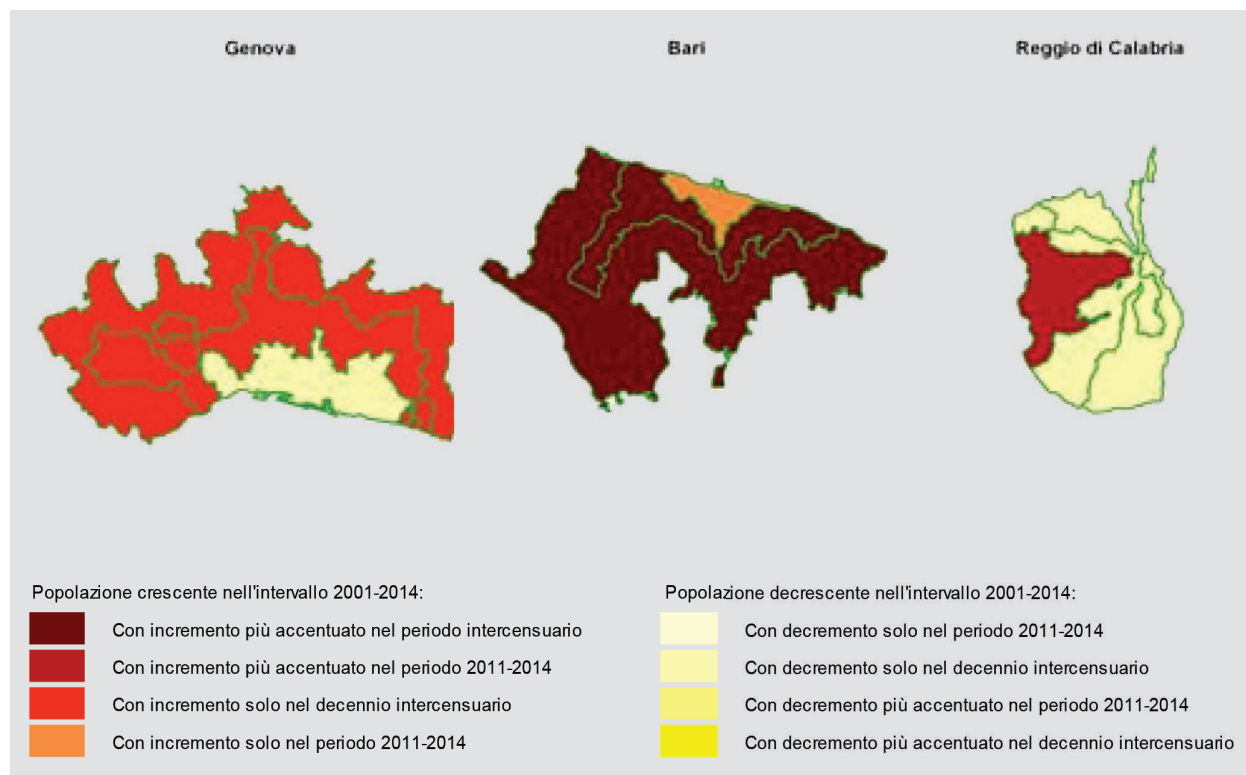 Genova
Bari
Reggio di Calabria
Popolazione crescente nell'intervallo 2001-2014:
Con incremento più accentuato nel periodo intercensuario
Con incremento più accentuato nel periodo 2011-2014
Con incremento solo nel decennio intercensuario
Con incremento solo nel periodo 2011-2014
Popolazione decrescente nell'intervallo 2001-2014:
Con decremento solo nel periodo 2011-2014
Con decremento solo nel decennio intercensuario
Con decremento più accentuato nel periodo 2011-2014
Con decremento più accentuato nel decennio intercensuario